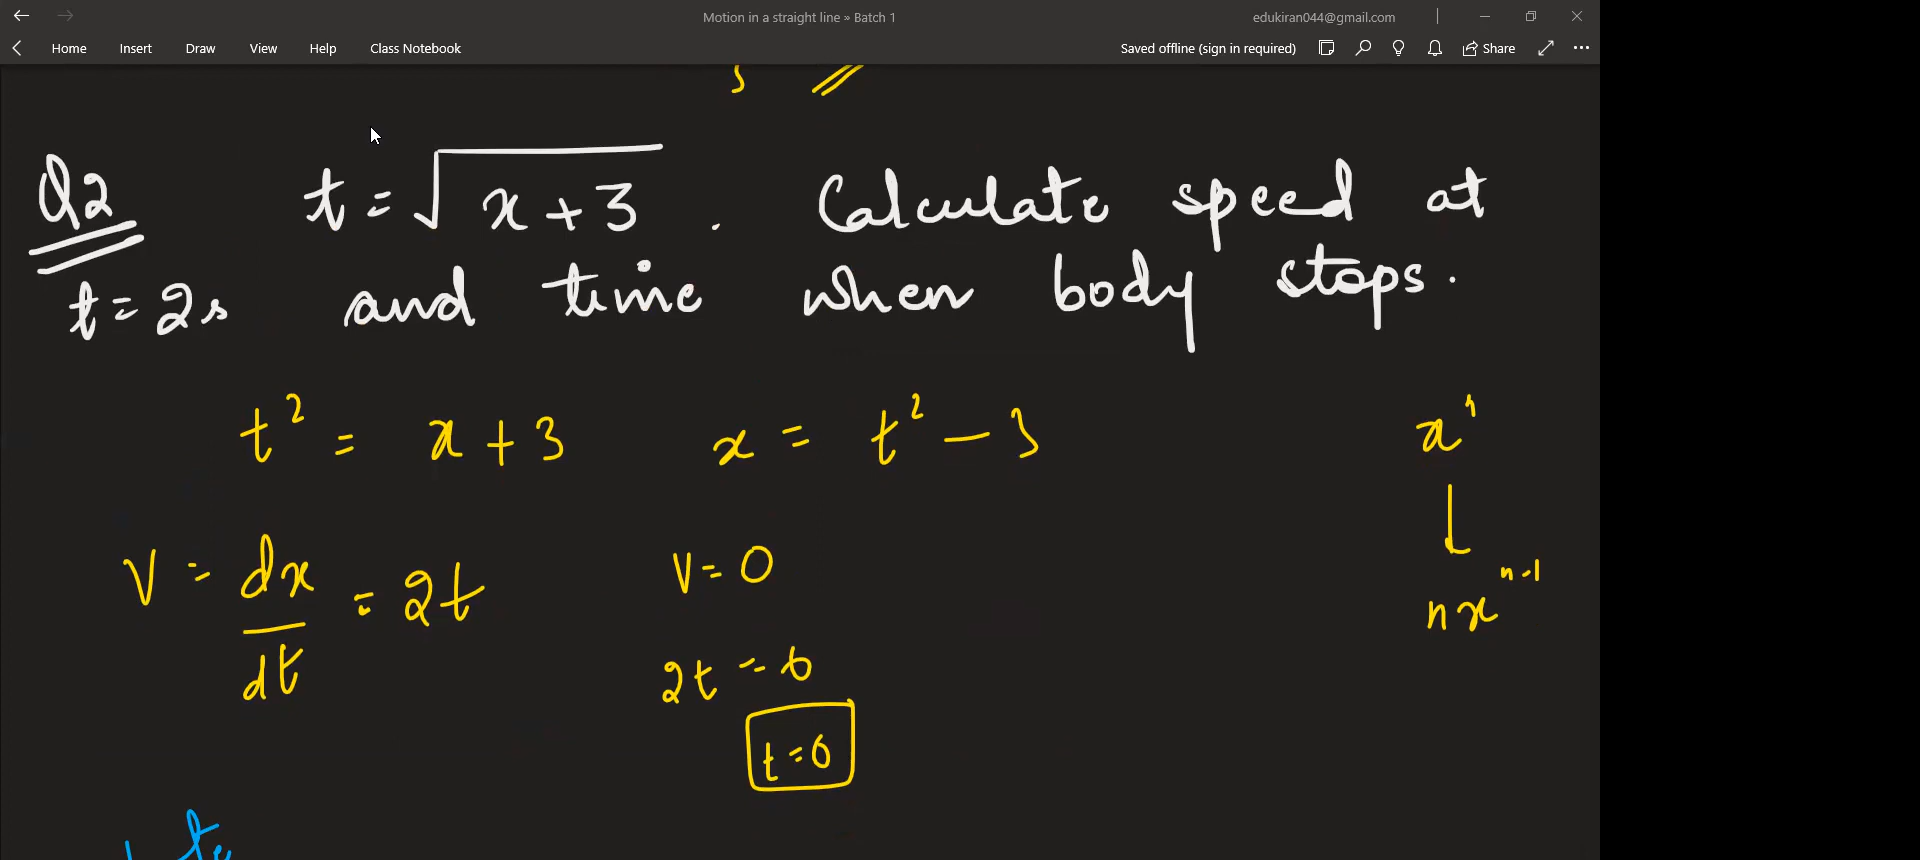 Motion in a straight line » Batch 1
edukiran044@gmail.com
Home Insert Draw View Help Class Notebook
Saved offline (sign in required) Share
Q2 t = √x + 3 . Calculate speed at
t = 2s and time when body stops.
t² = x + 3 x = t² − 3
xⁿ
V = dx/dt = 2t
V = 0
nxⁿ⁻¹
2t = 0
t = 0